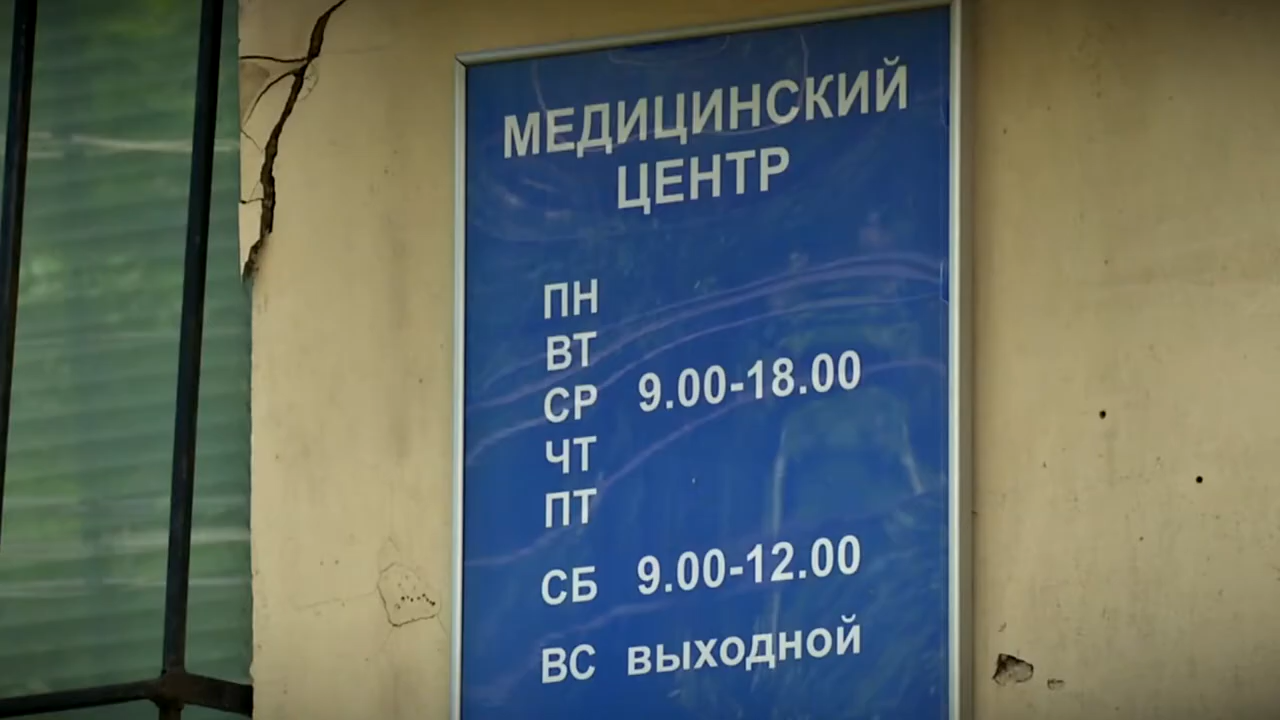 МЕДИЦИНСКИЙ
ЦЕНТР
ПН
ВТ
СР 9.00-18.00
ЧТ
ПТ
СБ 9.00-12.00
ВС выходной